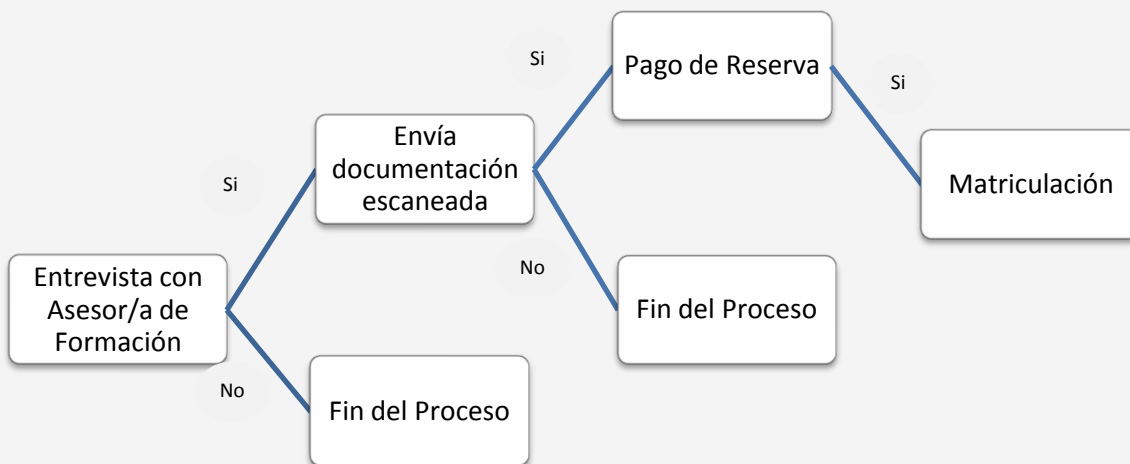 Si
Pago de Reserva
Si
Envía
documentación
escaneada
Si
Matriculación
No
Entrevista con
Asesor/a de
Formación
Fin del Proceso
No
Fin del Proceso